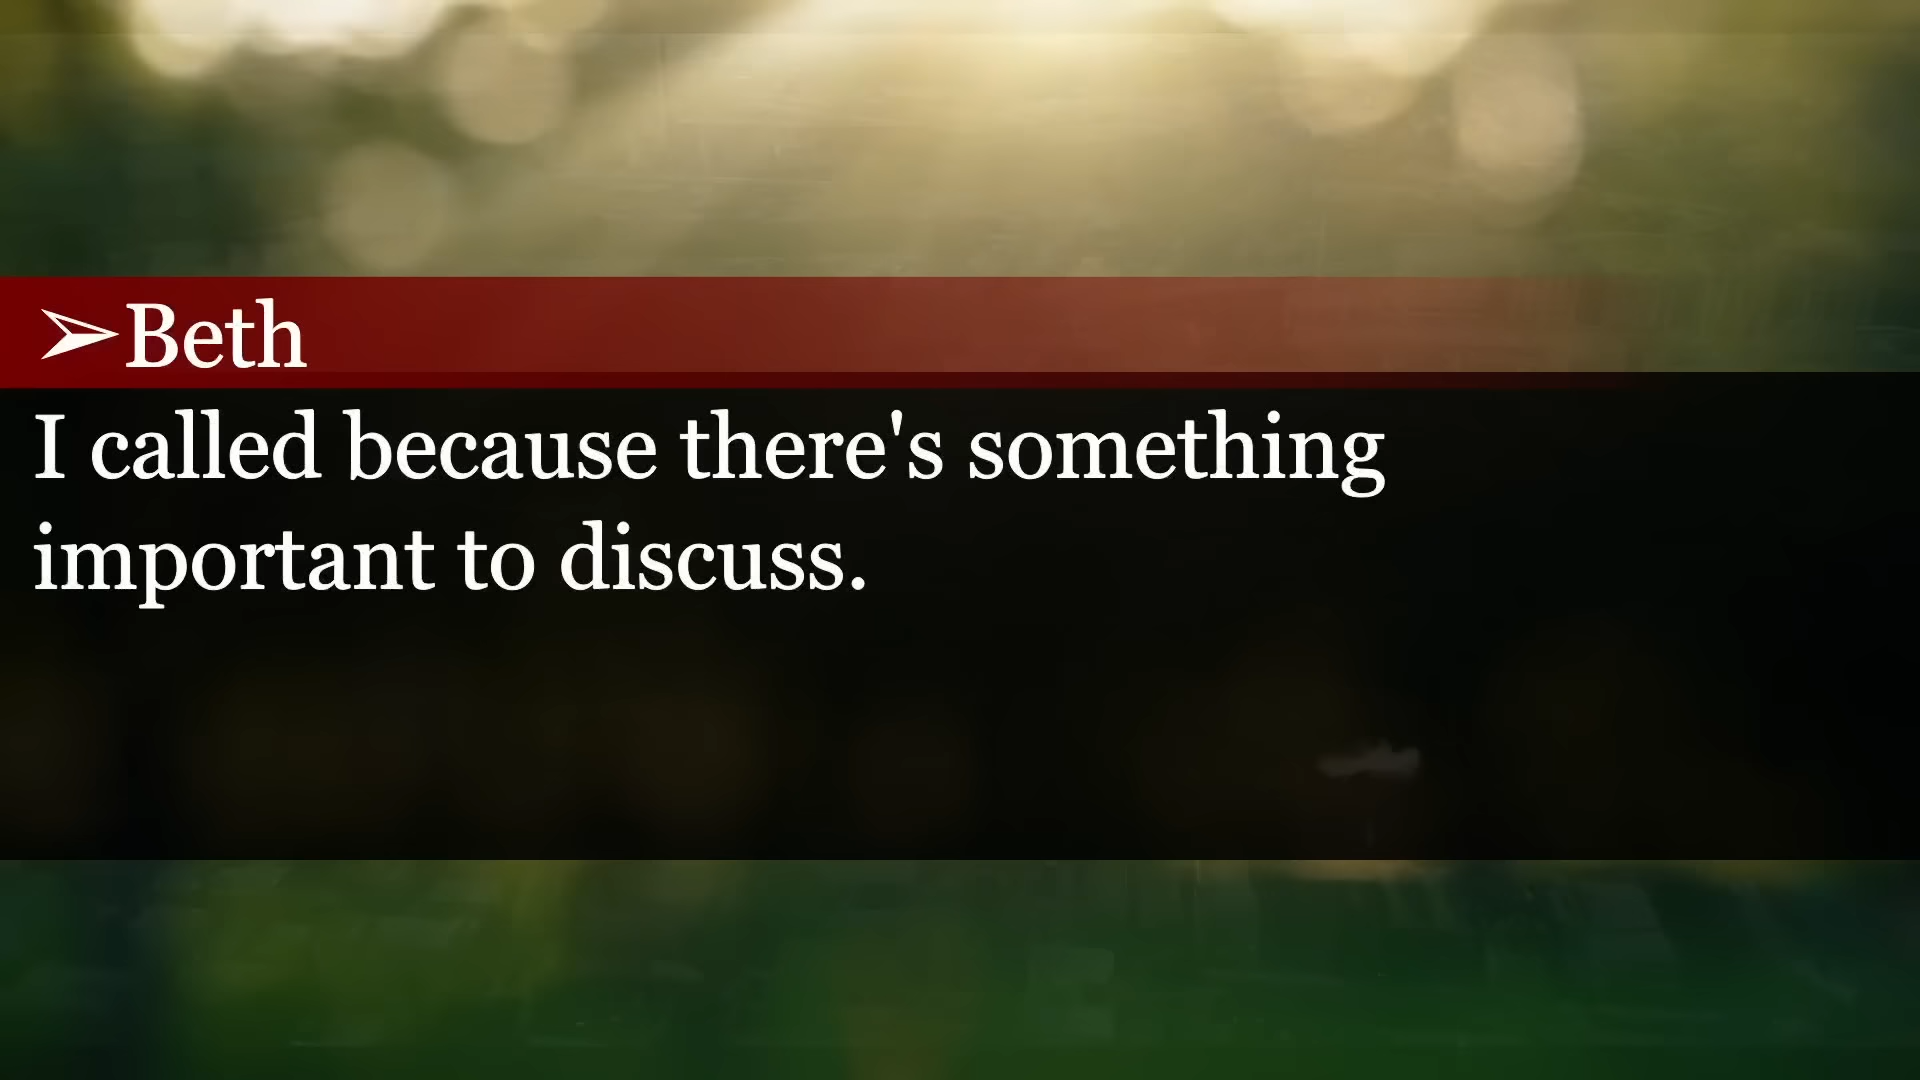 ➢Beth
I called because there's something
important to discuss.